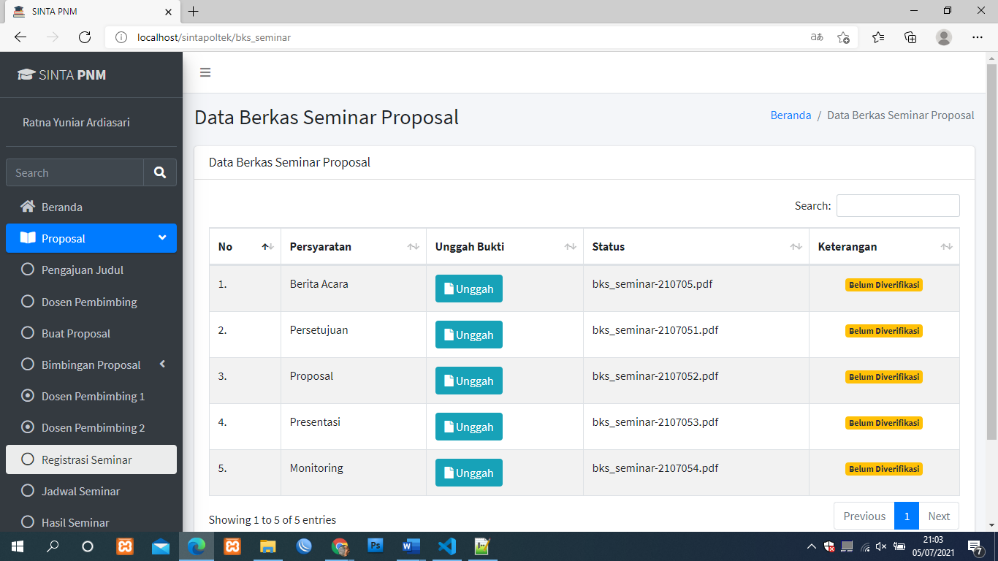 SINTA PNM
localhost/sintapoltek/bks_seminar
SINTA PNM
Ratna Yuniar Ardiasari
Search
Beranda
Proposal
Pengajuan Judul
Dosen Pembimbing
Buat Proposal
Bimbingan Proposal
Dosen Pembimbing 1
Dosen Pembimbing 2
Registrasi Seminar
Jadwal Seminar
Hasil Seminar
Data Berkas Seminar Proposal
Beranda / Data Berkas Seminar Proposal
Data Berkas Seminar Proposal
Search:
No Persyaratan Unggah Bukti Status Keterangan
1. Berita Acara Unggah bks_seminar-210705.pdf Belum Diverifikasi
2. Persetujuan Unggah bks_seminar-2107051.pdf Belum Diverifikasi
3. Proposal Unggah bks_seminar-2107052.pdf Belum Diverifikasi
4. Presentasi Unggah bks_seminar-2107053.pdf Belum Diverifikasi
5. Monitoring Unggah bks_seminar-2107054.pdf Belum Diverifikasi
Showing 1 to 5 of 5 entries
Previous 1 Next
21:03
05/07/2021
7